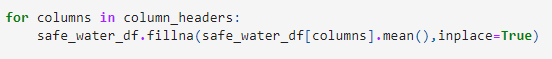 for columns in column_headers:
    safe_water_df.fillna(safe_water_df[columns].mean(),inplace=True)